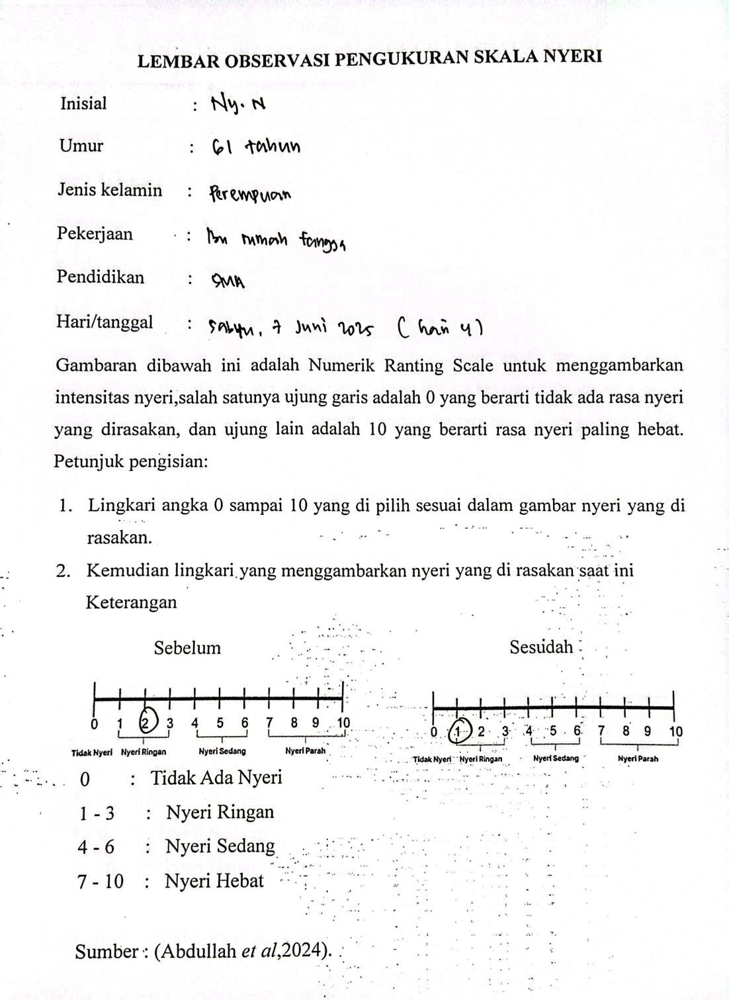 LEMBAR OBSERVASI PENGUKURAN SKALA NYERI
Inisial : Ny. N
Umur : 61 tahun
Jenis kelamin : Perempuan
Pekerjaan : Ibu rumah tangga
Pendidikan : SMA
Hari/tanggal : Sabtu, 7 Juni 2025 (hari 4)
Gambaran dibawah ini adalah Numerik Ranting Scale untuk menggambarkan
intensitas nyeri,salah satunya ujung garis adalah 0 yang berarti tidak ada rasa nyeri
yang dirasakan, dan ujung lain adalah 10 yang berarti rasa nyeri paling hebat.
Petunjuk pengisian:
1. Lingkari angka 0 sampai 10 yang di pilih sesuai dalam gambar nyeri yang di
rasakan.
2. Kemudian lingkari yang menggambarkan nyeri yang di rasakan saat ini
Keterangan
Sebelum
0 1 2 3 4 5 6 7 8 9 10
Tidak Nyeri Nyeri Ringan Nyeri Sedang Nyeri Parah
Sesudah
0 1 2 3 4 5 6 7 8 9 10
Tidak Nyeri Nyeri Ringan Nyeri Sedang Nyeri Parah
0 : Tidak Ada Nyeri
1 - 3 : Nyeri Ringan
4 - 6 : Nyeri Sedang
7 - 10 : Nyeri Hebat
Sumber : (Abdullah et al,2024).